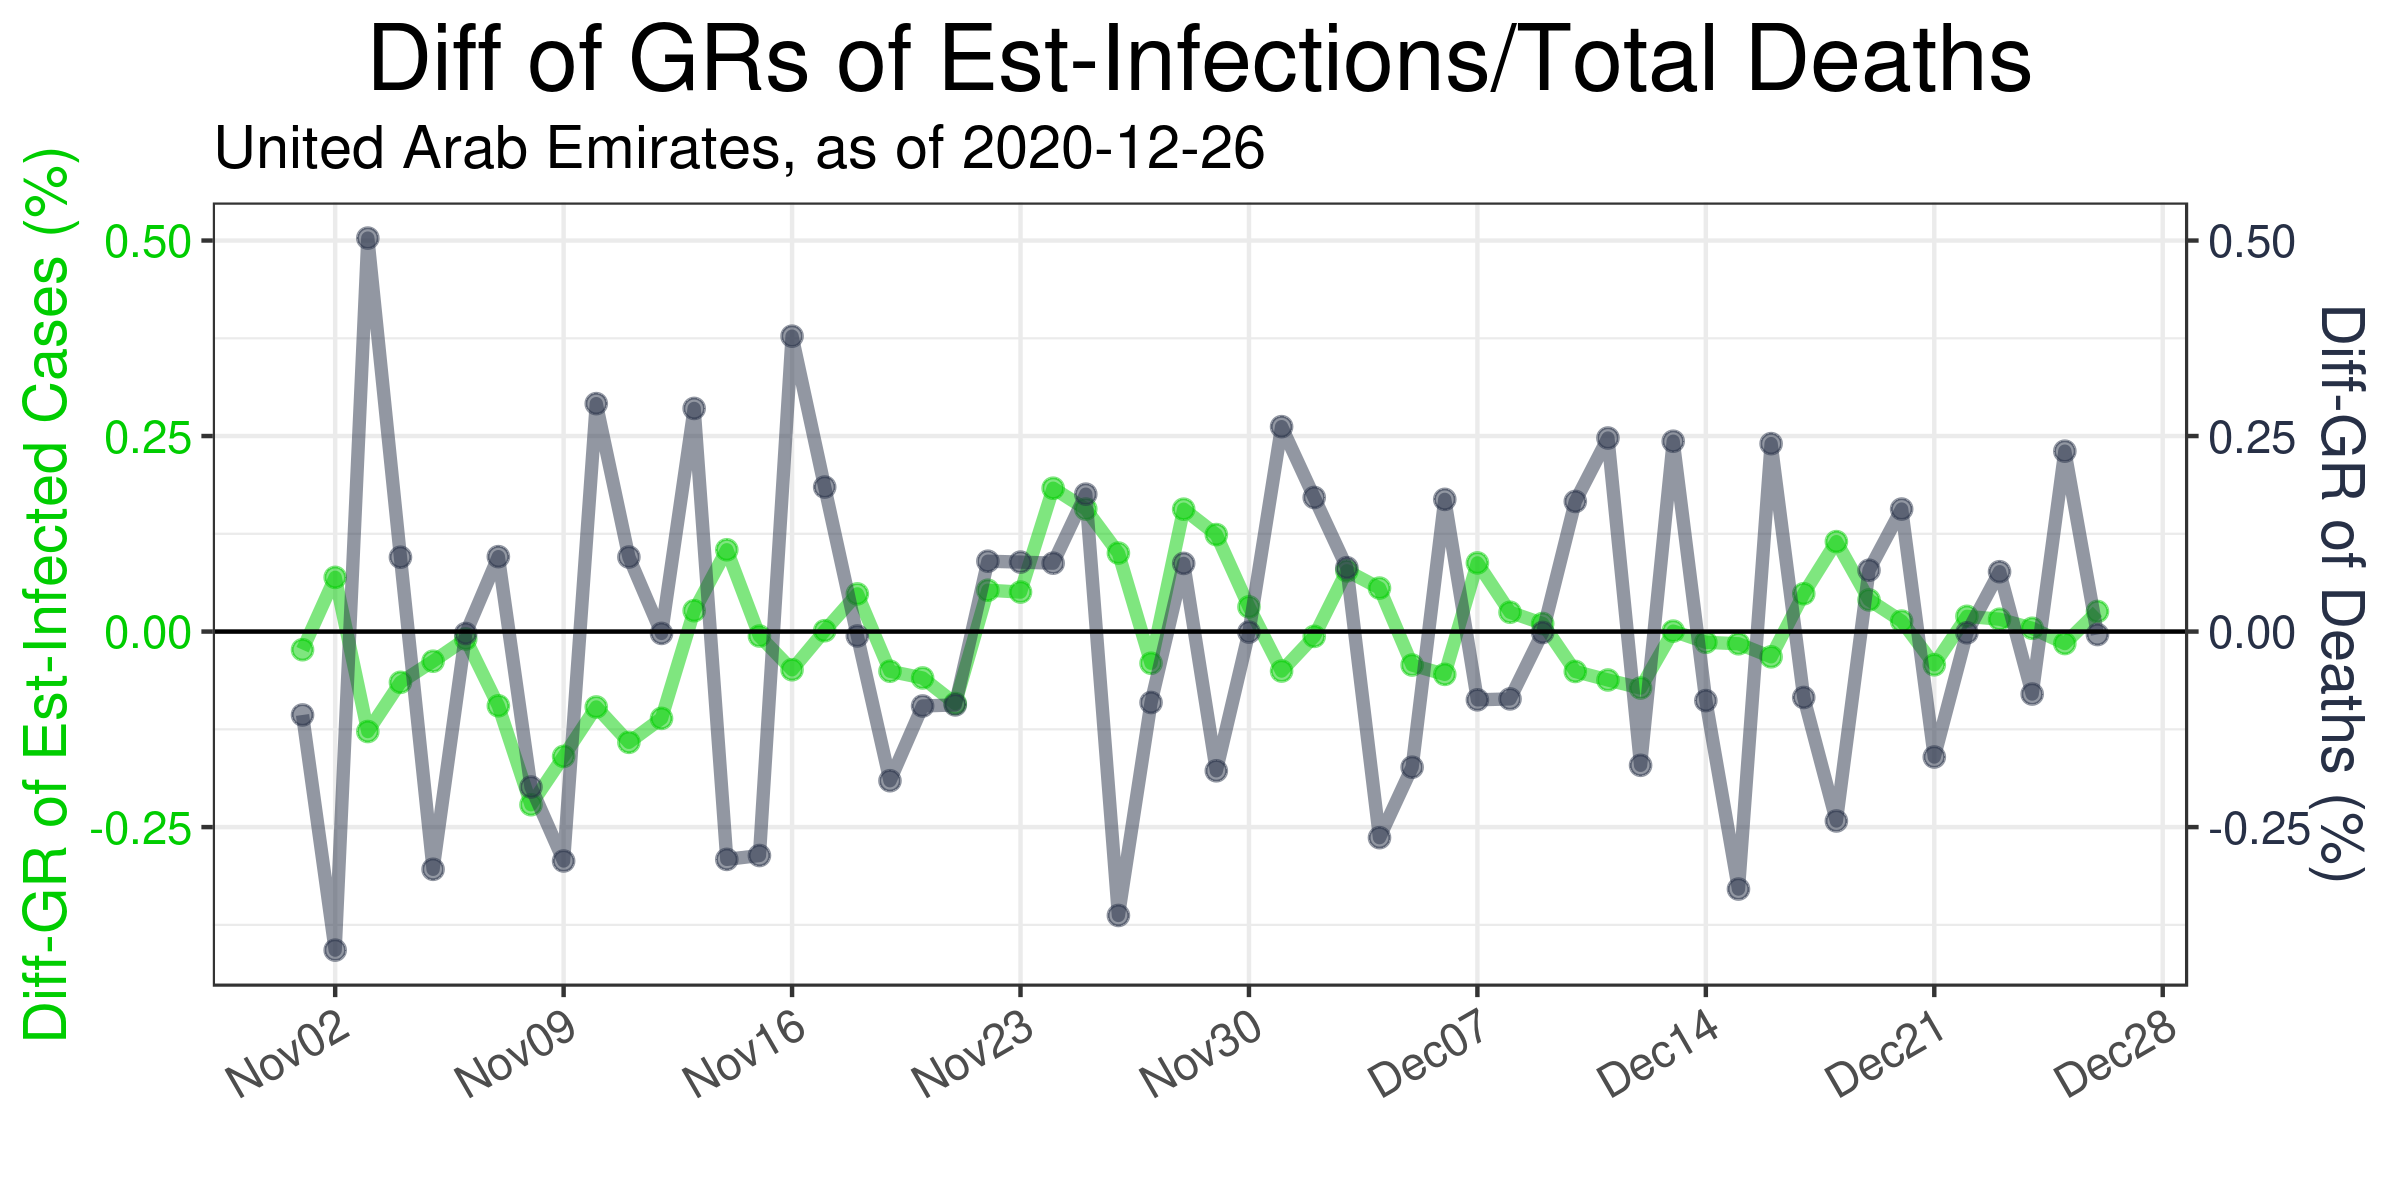 Diff of GRs of Est-Infections/Total Deaths
United Arab Emirates, as of 2020-12-26
Diff-GR of Est-Infected Cases (%)
0.50
0.25
0.00
-0.25
0.50
0.25
0.00
-0.25
Diff-GR of Deaths (%)
Nov02
Nov09
Nov16
Nov23
Nov30
Dec07
Dec14
Dec21
Dec28